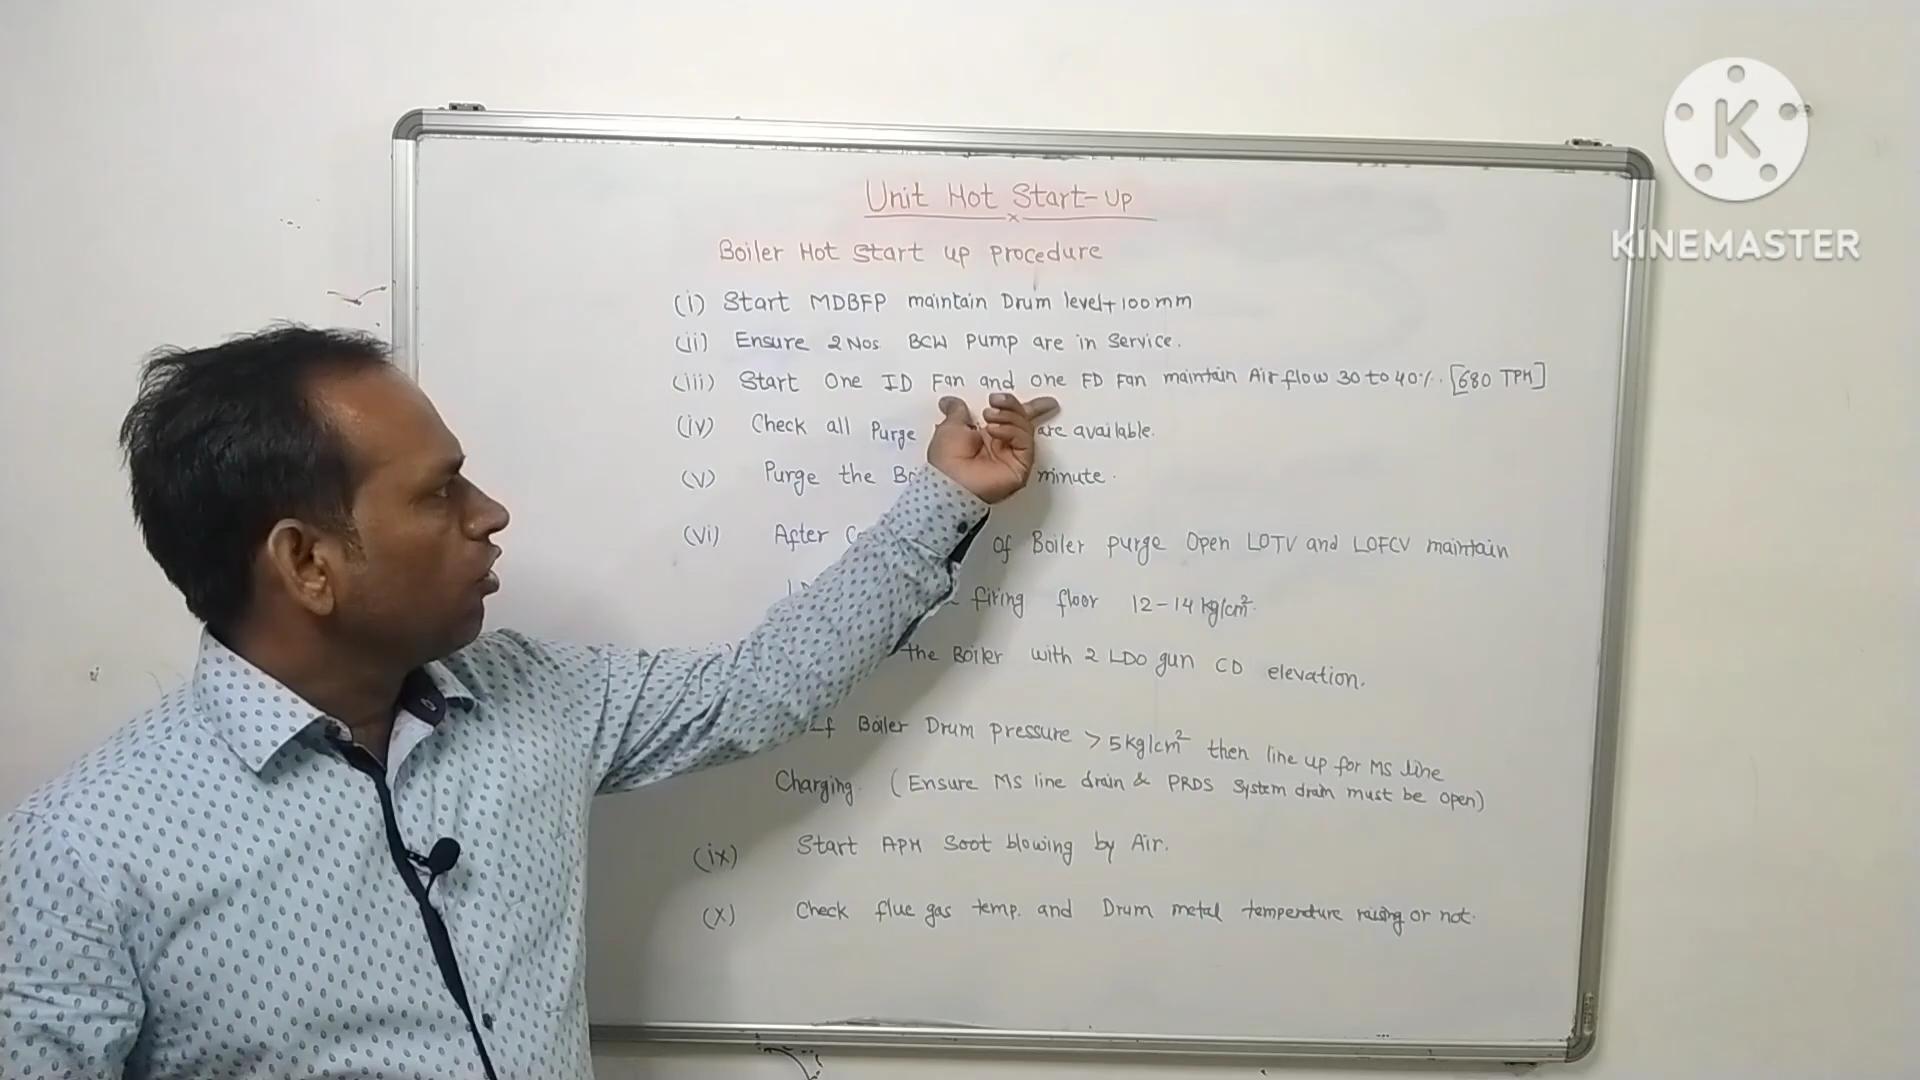 Unit Hot Start-Up
Boiler Hot Start up procedure
(i) Start MDBFP maintain Drum level+100mm
(ii) Ensure 2 Nos BCW Pump are in Service.
(iii) Start One ID Fan and one FD Fan maintain Air flow 30 to 40%. [680 TPH]
(iv) Check all Purge are available.
(v) Purge the minute.
(vi) After of Boiler purge Open LOTV and LOFCV maintain
firing floor 12-14 kg/cm².
the Boiler with 2 LDO gun CD elevation.
If Boiler Drum pressure > 5kg/cm² then line up for MS line
Charging. (Ensure MS line drain & PRDS System drain must be open)
(ix) Start APH Soot blowing by Air.
(X) Check flue gas temp. and Drum metal temperture raising or not.
K
KINEMASTER